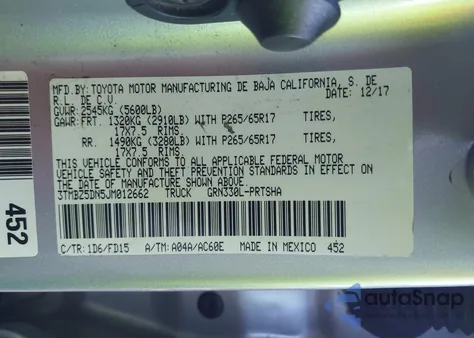 MFD.BY: TOYOTA MOTOR MANUFACTURING DE BAJA CALIFORNIA, S. DE
R.L. DE C.V. DATE: 12/17
GVWR: 2545KG (5600LB)
GAWR: FRT. 1320KG (2910LB) WITH P265/65R17 TIRES,
17X7.5 RIMS,
RR. 1490KG (3280LB) WITH P265/65R17 TIRES,
17X7.5 RIMS,
THIS VEHICLE CONFORMS TO ALL APPLICABLE FEDERAL MOTOR
VEHICLE SAFETY AND THEFT PREVENTION STANDARDS IN
EFFECT ON THE DATE OF MANUFACTURE SHOWN ABOVE.
3TMBZ5DN5JM012662 TRUCK GRN330L-PRTSHA
C/TR: 1D6/FD15 A/TM: A04A/AC60E MADE IN MEXICO 452
452
autoSnap